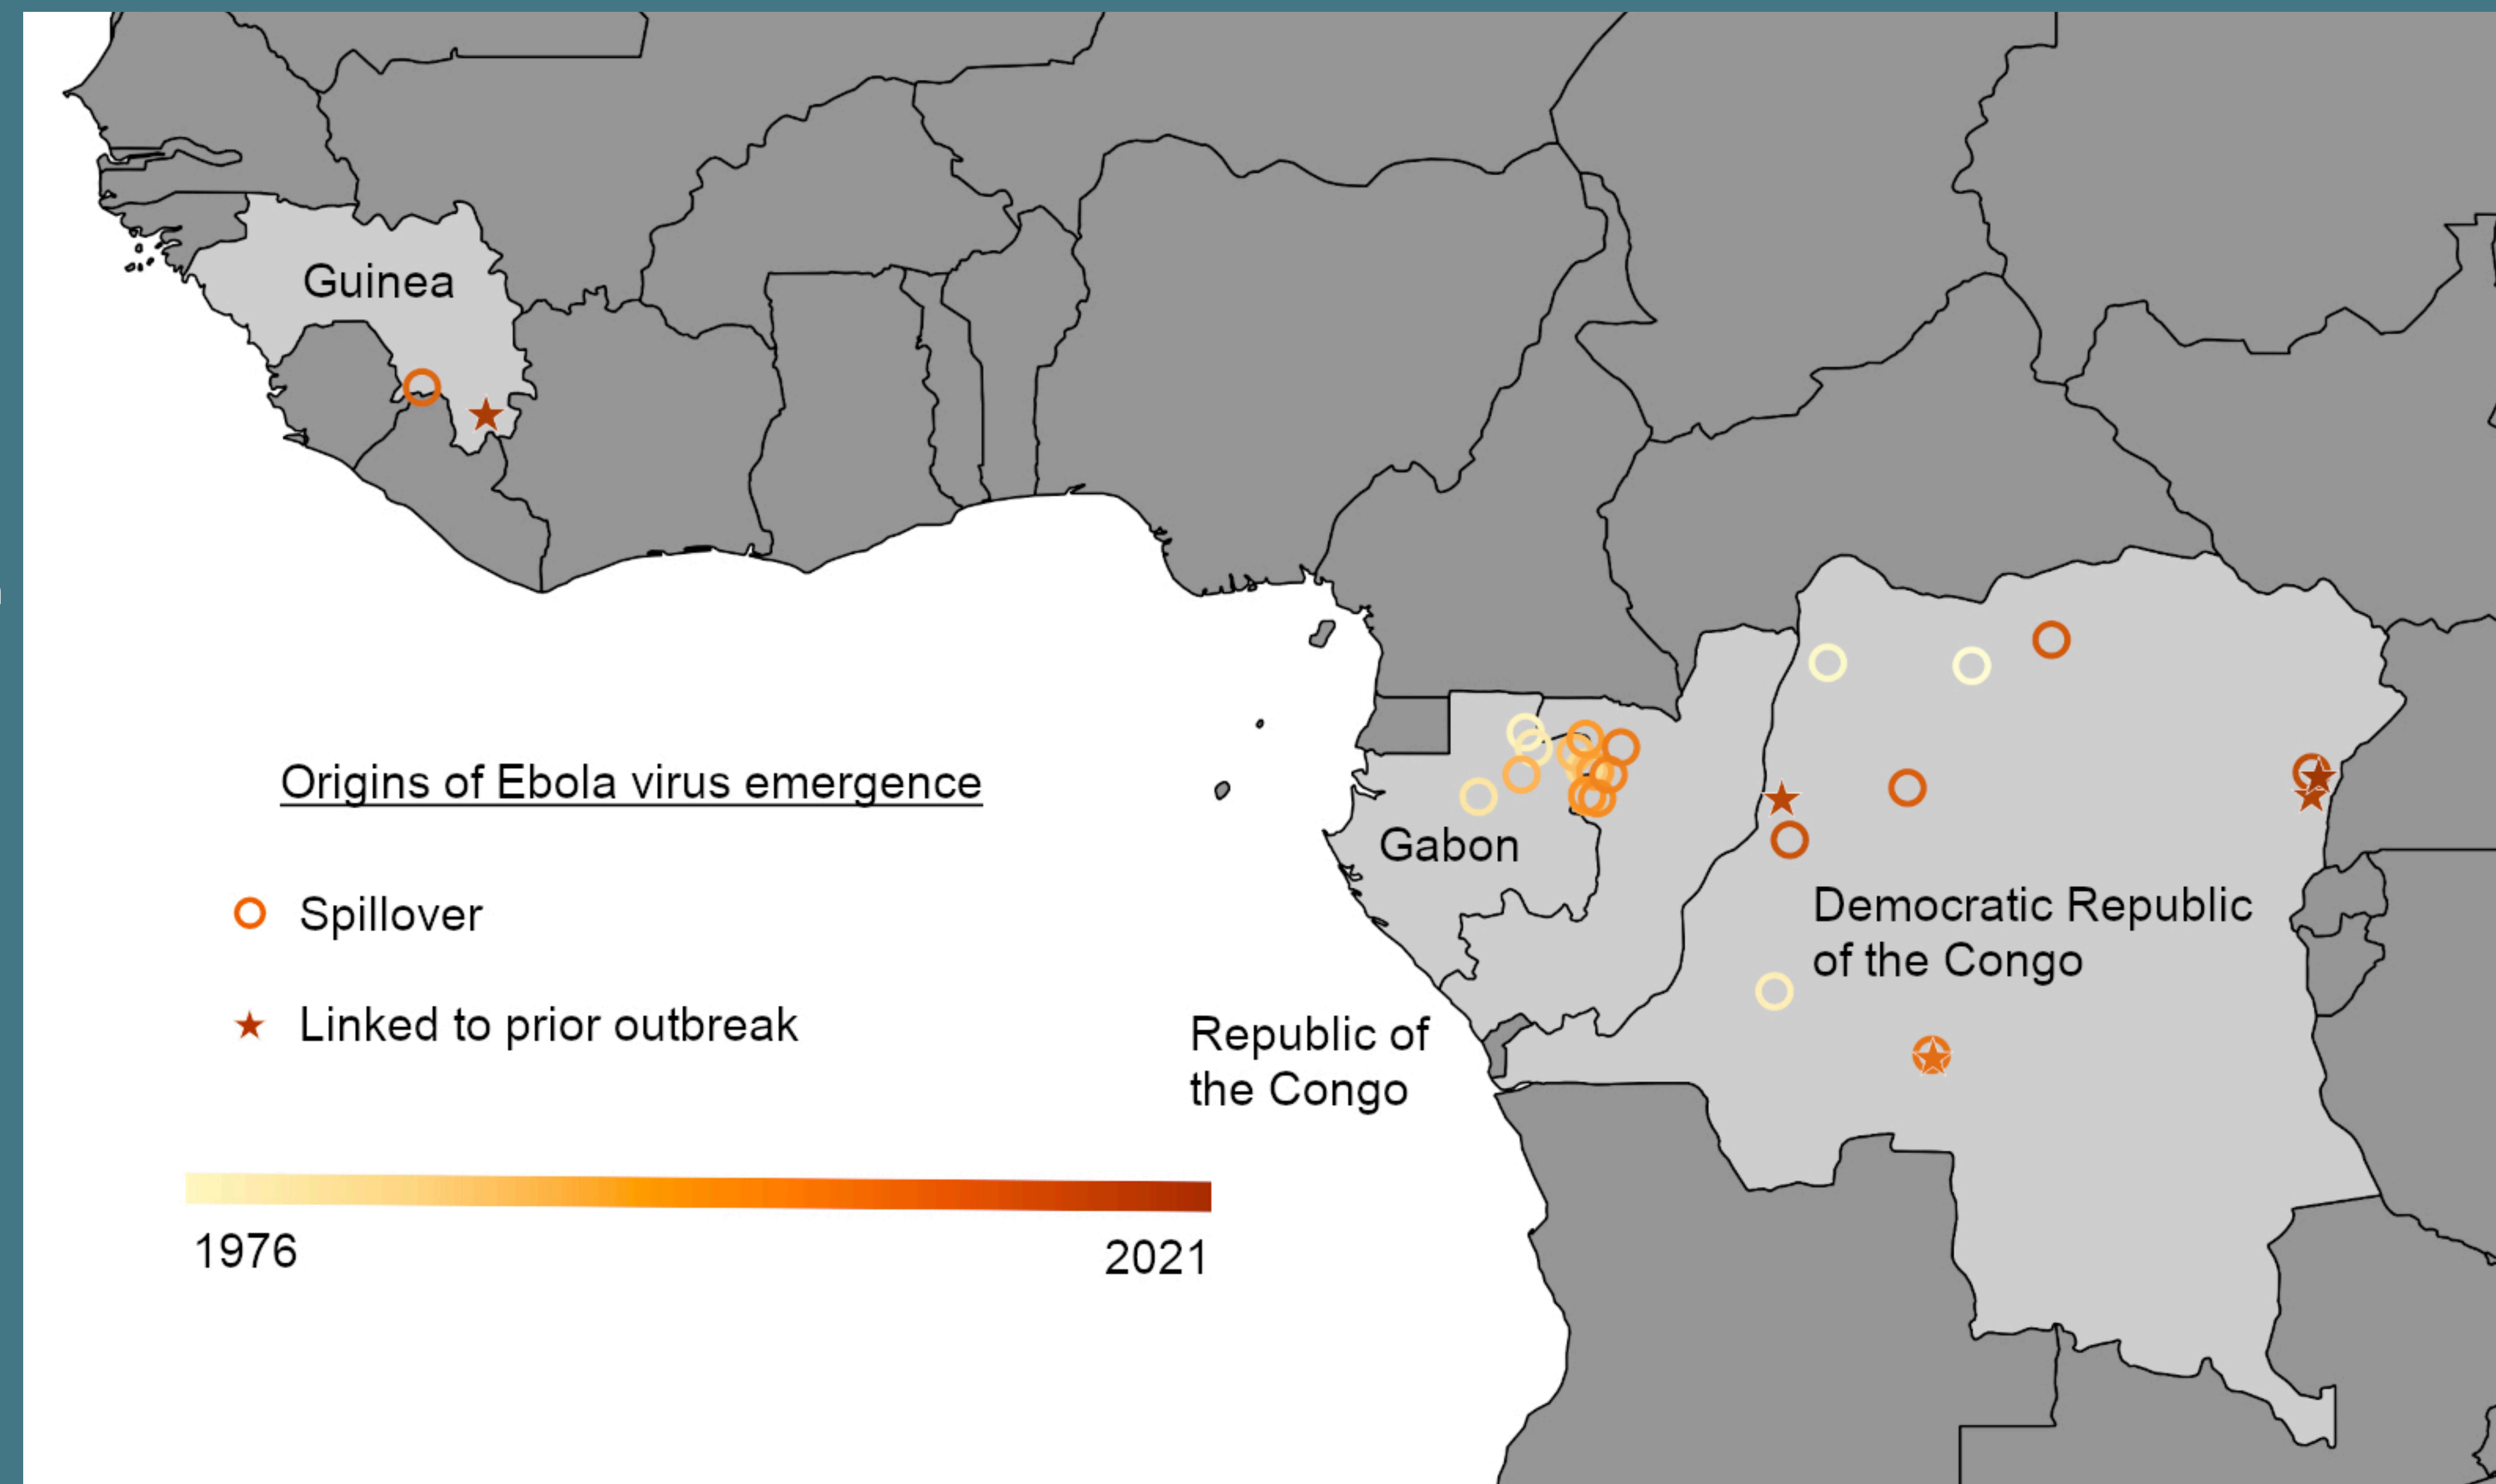 Guinea
Origins of Ebola virus emergence
Spillover
Linked to prior outbreak
1976
2021
Gabon
Republic of
the Congo
Democratic Republic
of the Congo